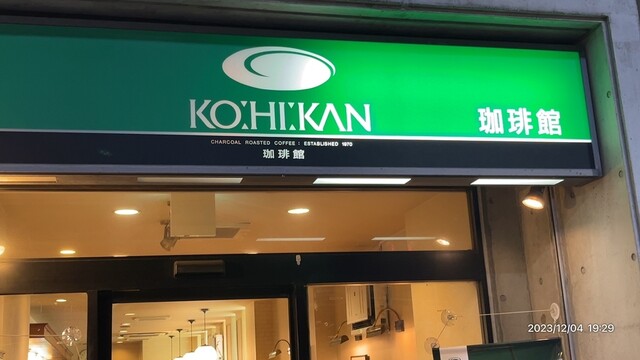 KO:HI:KAN
珈琲館
CHARCOAL ROASTED COFFEE : ESTABLISHED 1970
珈琲館
2023/12/04 19:29